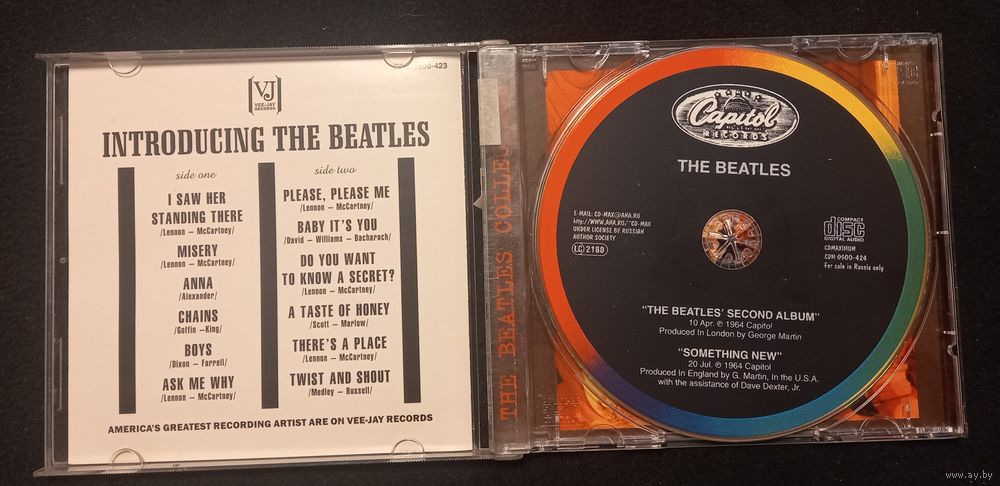 0500-423
VJ
VEE-JAY
RECORDS
INTRODUCING THE BEATLES
side one
I SAW HER
STANDING THERE
/Lennon – McCartney/
MISERY
/Lennon – McCartney/
ANNA
/Alexander/
CHAINS
/Goffin –King/
BOYS
/Dixon – Farrell/
ASK ME WHY
/Lennon – McCartney/
side two
PLEASE, PLEASE ME
/Lennon – McCartney/
BABY IT'S YOU
/David – Williams – Bacharach/
DO YOU WANT
TO KNOW A SECRET?
/Lennon – McCartney/
A TASTE OF HONEY
/Scott – Marlow/
THERE'S A PLACE
/Lennon – McCartney/
TWIST AND SHOUT
/Medley – Russell/
AMERICA'S GREATEST RECORDING ARTIST ARE ON VEE-JAY RECORDS
THE BEATLES COLLE
Capitol
RECORDS
THE BEATLES
E-MAIL: CD-MAX@AHA.RU
http://WWW.AHA.RU/~CD-MAX
UNDER LICENSE BY RUSSIAN
AUTHOR SOCIETY
LC 2180
COMPACT
disc
DIGITAL AUDIO
CDMAXIMUM
CDM 0500-424
For sale in Russia only
"THE BEATLES' SECOND ALBUM"
10 Apr. ℗ 1964 Capitol
Produced in London by George Martin
"SOMETHING NEW"
20 Jul. ℗ 1964 Capitol
Produced in England by G. Martin, In the U.S.A.
with the assistance of Dave Dexter, Jr.
www.ay.by